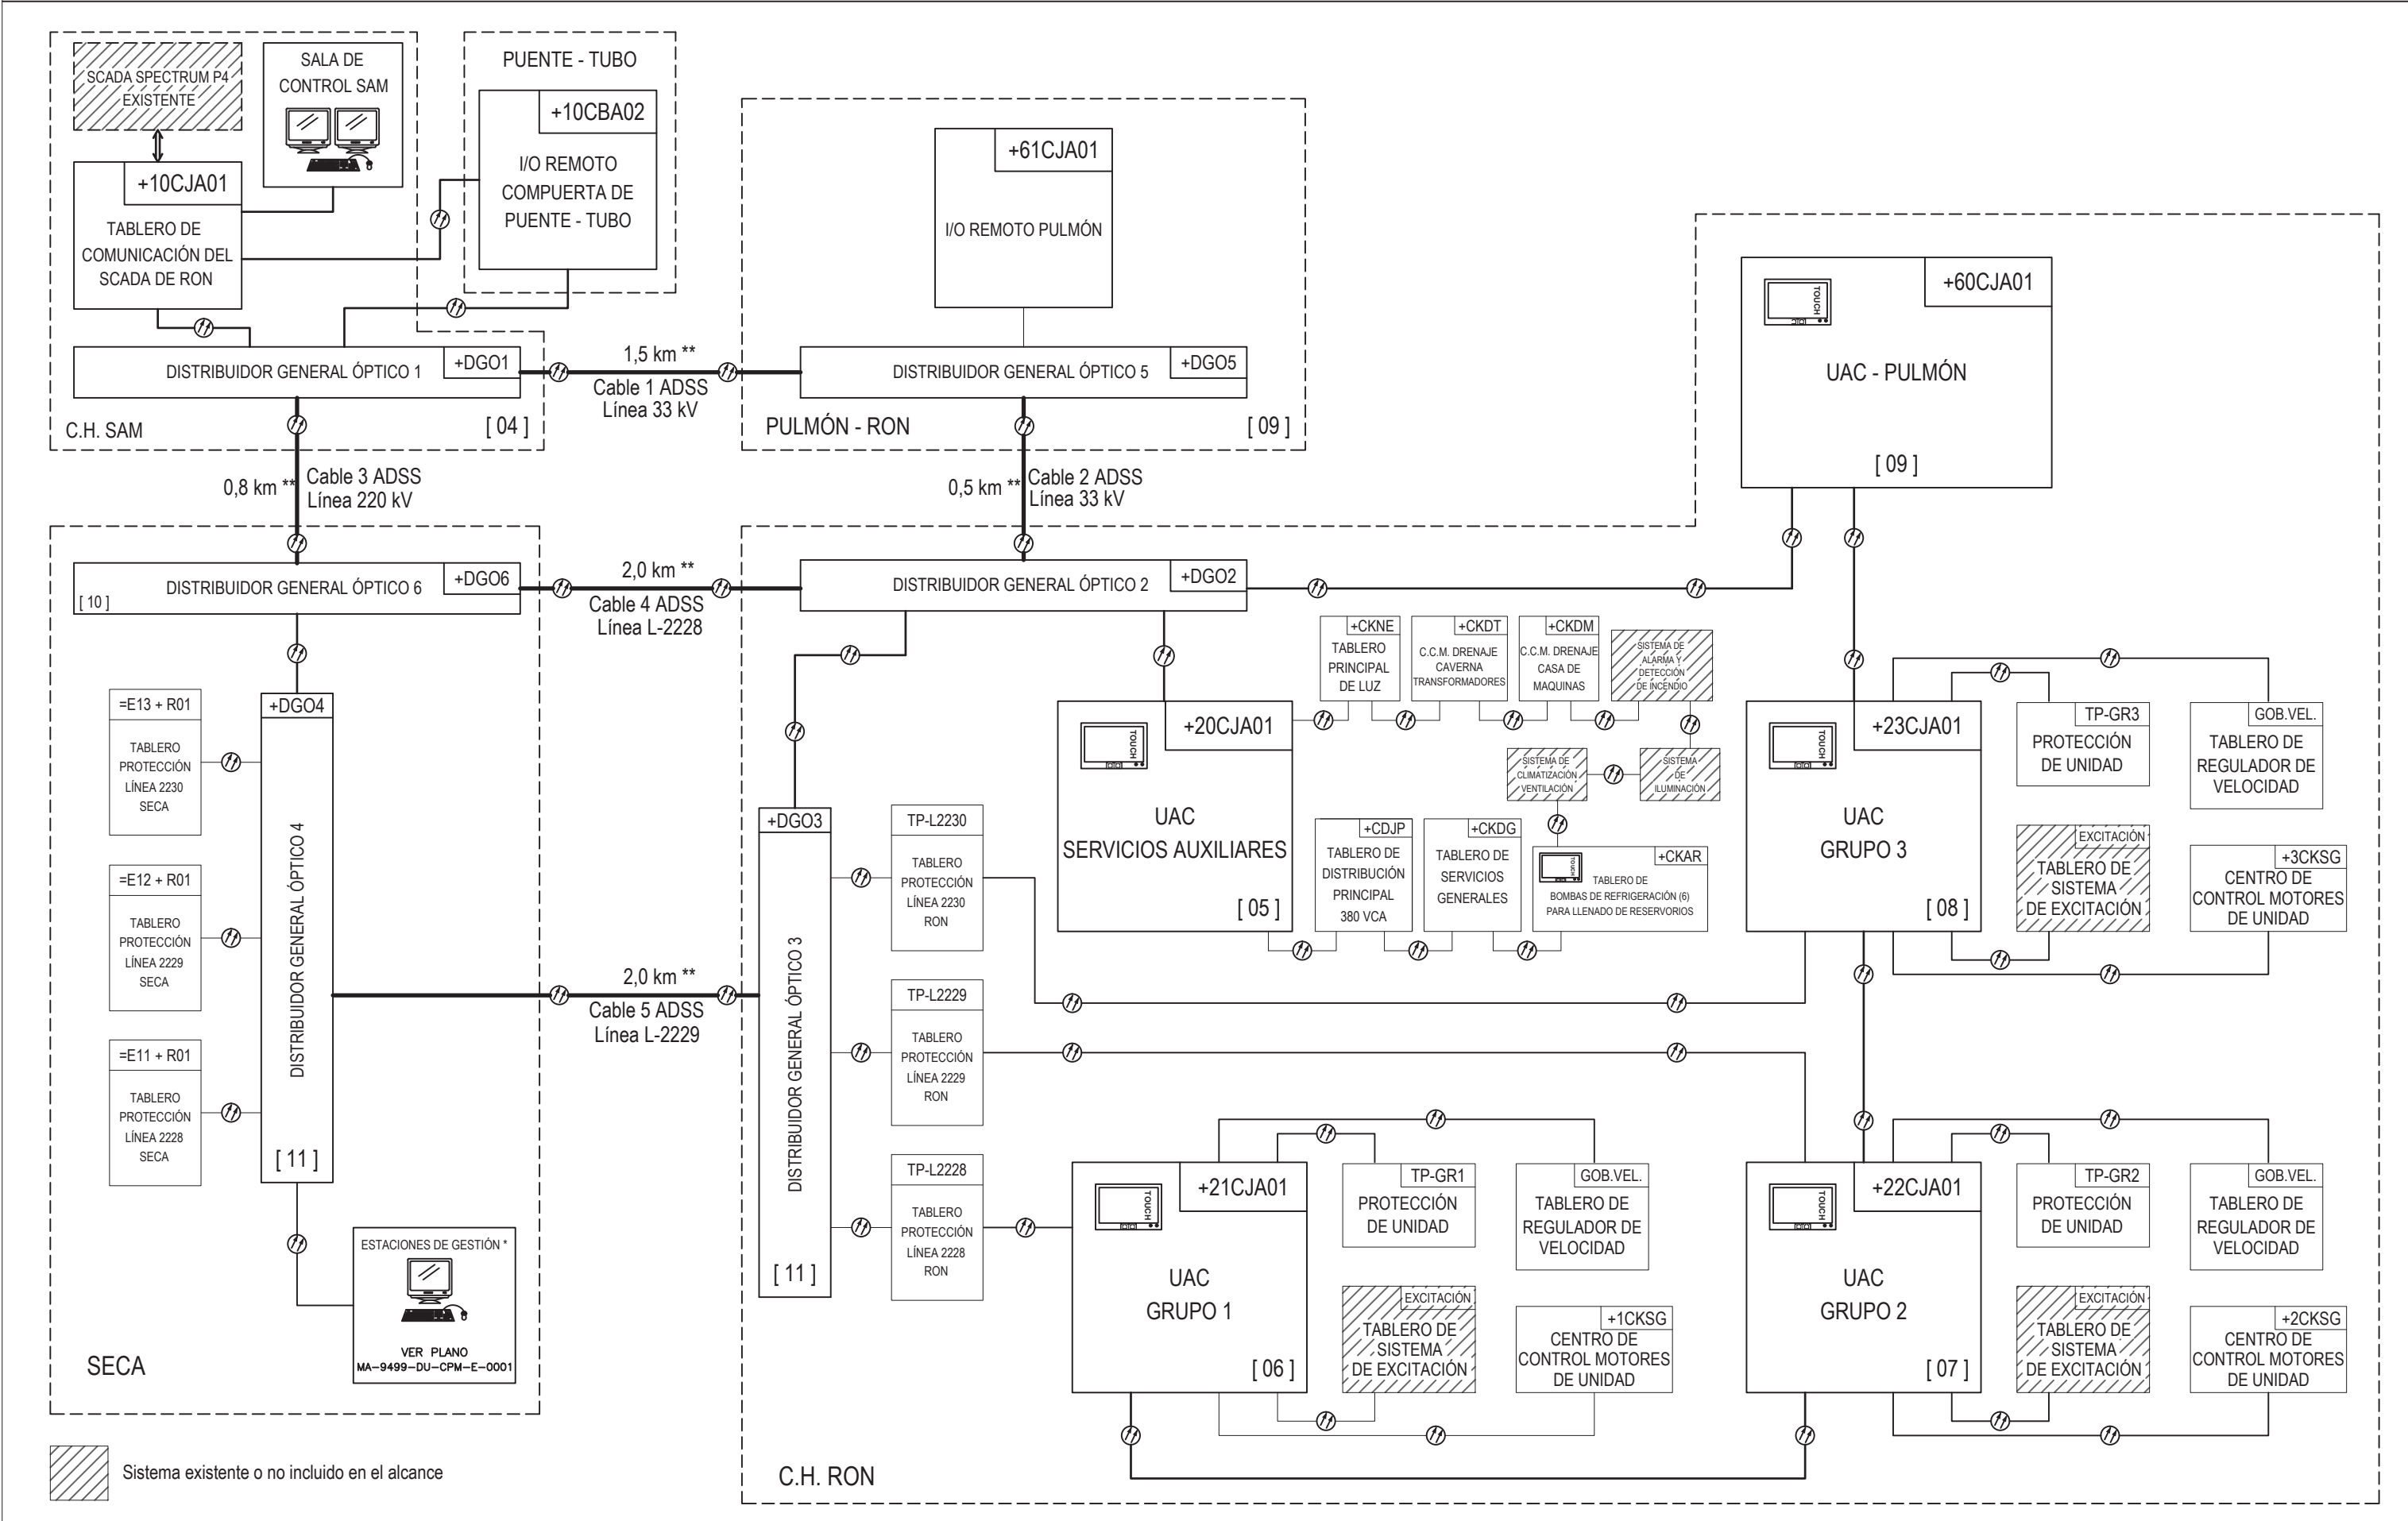 SCADA SPECTRUM P4
EXISTENTE
SALA DE
CONTROL SAM
+10CJA01
TABLERO DE
COMUNICACIÓN DEL
SCADA DE RON
PUENTE - TUBO
+10CBA02
I/O REMOTO
COMPUERTA DE
PUENTE - TUBO
DISTRIBUIDOR GENERAL ÓPTICO 1
+DGO1
C.H. SAM
[ 04 ]
1,5 km **
Cable 1 ADSS
Línea 33 kV
+61CJA01
I/O REMOTO PULMÓN
DISTRIBUIDOR GENERAL ÓPTICO 5
+DGO5
PULMÓN - RON
[ 09 ]
0,8 km **
Cable 3 ADSS
Línea 220 kV
0,5 km **
Cable 2 ADSS
Línea 33 kV
TOUCH
+60CJA01
UAC - PULMÓN
[ 09 ]
DISTRIBUIDOR GENERAL ÓPTICO 6
+DGO6
[ 10 ]
2,0 km **
Cable 4 ADSS
Línea L-2228
DISTRIBUIDOR GENERAL ÓPTICO 2
+DGO2
=E13 + R01
TABLERO
PROTECCIÓN
LÍNEA 2230
SECA
=E12 + R01
TABLERO
PROTECCIÓN
LÍNEA 2229
SECA
=E11 + R01
TABLERO
PROTECCIÓN
LÍNEA 2228
SECA
+DGO4
DISTRIBUIDOR GENERAL ÓPTICO 4
[ 11 ]
ESTACIONES DE GESTIÓN *
VER PLANO
MA-9499-DU-CPM-E-0001
SECA
2,0 km **
Cable 5 ADSS
Línea L-2229
+DGO3
DISTRIBUIDOR GENERAL ÓPTICO 3
[ 11 ]
TP-L2230
TABLERO
PROTECCIÓN
LÍNEA 2230
RON
TP-L2229
TABLERO
PROTECCIÓN
LÍNEA 2229
RON
TP-L2228
TABLERO
PROTECCIÓN
LÍNEA 2228
RON
TOUCH
+20CJA01
UAC
SERVICIOS AUXILIARES
[ 05 ]
+CKNE
TABLERO
PRINCIPAL
DE LUZ
+CKDT
C.C.M. DRENAJE
CAVERNA
TRANSFORMADORES
+CKDM
C.C.M. DRENAJE
CASA DE
MAQUINAS
SISTEMA DE
ALARMA Y
DETECCIÓN
DE INCENDIO
SISTEMA DE
CLIMATIZACIÓN
VENTILACIÓN
SISTEMA
DE
ILUMINACIÓN
+CDJP
TABLERO DE
DISTRIBUCIÓN
PRINCIPAL
380 VCA
+CKDG
TABLERO DE
SERVICIOS
GENERALES
TOUCH
+CKAR
TABLERO DE
BOMBAS DE REFRIGERACIÓN (6)
PARA LLENADO DE RESERVORIOS
TOUCH
+23CJA01
UAC
GRUPO 3
[ 08 ]
TP-GR3
PROTECCIÓN
DE UNIDAD
GOB.VEL.
TABLERO DE
REGULADOR DE
VELOCIDAD
EXCITACIÓN
TABLERO DE
SISTEMA
DE EXCITACIÓN
+3CKSG
CENTRO DE
CONTROL MOTORES
DE UNIDAD
TOUCH
+21CJA01
UAC
GRUPO 1
[ 06 ]
TP-GR1
PROTECCIÓN
DE UNIDAD
GOB.VEL.
TABLERO DE
REGULADOR DE
VELOCIDAD
EXCITACIÓN
TABLERO DE
SISTEMA
DE EXCITACIÓN
+1CKSG
CENTRO DE
CONTROL MOTORES
DE UNIDAD
TOUCH
+22CJA01
UAC
GRUPO 2
[ 07 ]
TP-GR2
PROTECCIÓN
DE UNIDAD
GOB.VEL.
TABLERO DE
REGULADOR DE
VELOCIDAD
EXCITACIÓN
TABLERO DE
SISTEMA
DE EXCITACIÓN
+2CKSG
CENTRO DE
CONTROL MOTORES
DE UNIDAD
C.H. RON
Sistema existente o no incluido en el alcance